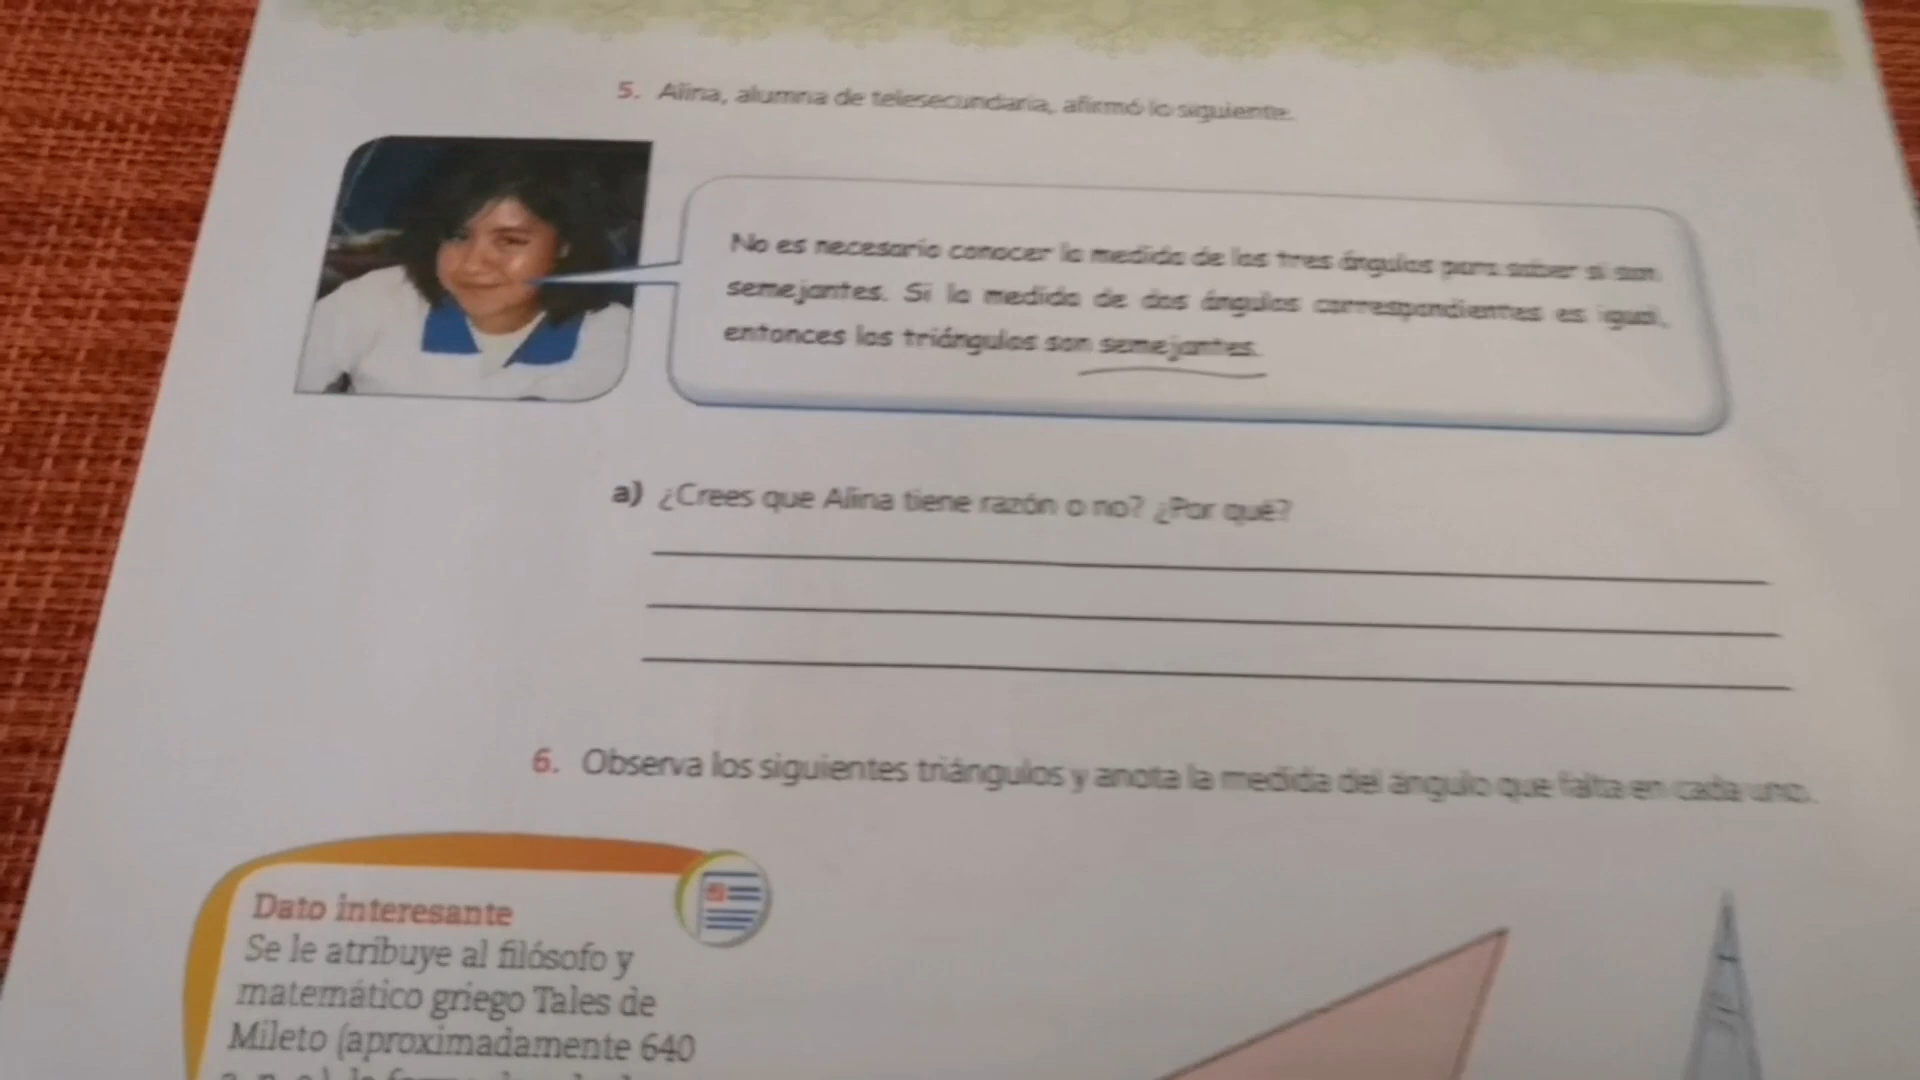 5. Alina, alumna de telesecundaria, afirmó lo siguiente:
No es necesario conocer la medida de los tres ángulos para saber si son
semejantes. Si la medida de dos ángulos correspondientes es igual,
entonces los triángulos son semejantes.
a) ¿Crees que Alina tiene razón o no? ¿Por qué?
6. Observa los siguientes triángulos y anota la medida del ángulo que falta en cada uno.
Dato interesante
Se le atribuye al filósofo y
matemático griego Tales de
Mileto (aproximadamente 640